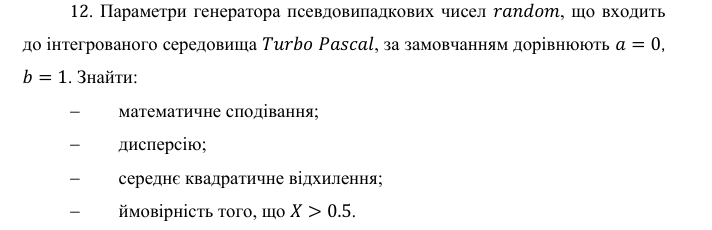 12. Параметри генератора псевдовипадкових чисел random, що входить
до інтегрованого середовища Turbo Pascal, за замовчанням дорівнюють a = 0,
b = 1. Знайти:
– математичне сподівання;
– дисперсію;
– середнє квадратичне відхилення;
– ймовірність того, що X > 0.5.